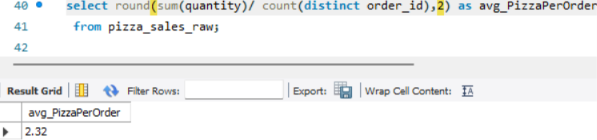 40 select round(sum(quantity)/ count(distinct order_id),2) as avg_PizzaPerOrder
41 from pizza_sales_raw;
42
Result Grid Filter Rows: Export: Wrap Cell Content: IA
avg_PizzaPerOrder
2.32